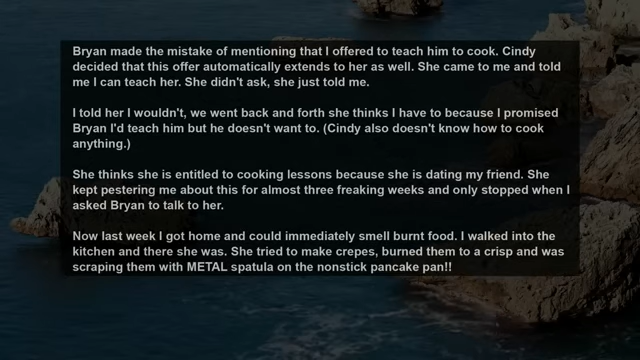 Bryan made the mistake of mentioning that I offered to teach him to cook. Cindy
decided that this offer automatically extends to her as well. She came to me and told
me I can teach her. She didn't ask, she just told me.
I told her I wouldn't, we went back and forth she thinks I have to because I promised
Bryan I'd teach him but he doesn't want to. (Cindy also doesn't know how to cook
anything.)
She thinks she is entitled to cooking lessons because she is dating my friend. She
kept pestering me about this for almost three freaking weeks and only stopped when I
asked Bryan to talk to her.
Now last week I got home and could immediately smell burnt food. I walked into the
kitchen and there she was. She tried to make crepes, burned them to a crisp and was
scraping them with METAL spatula on the nonstick pancake pan!!